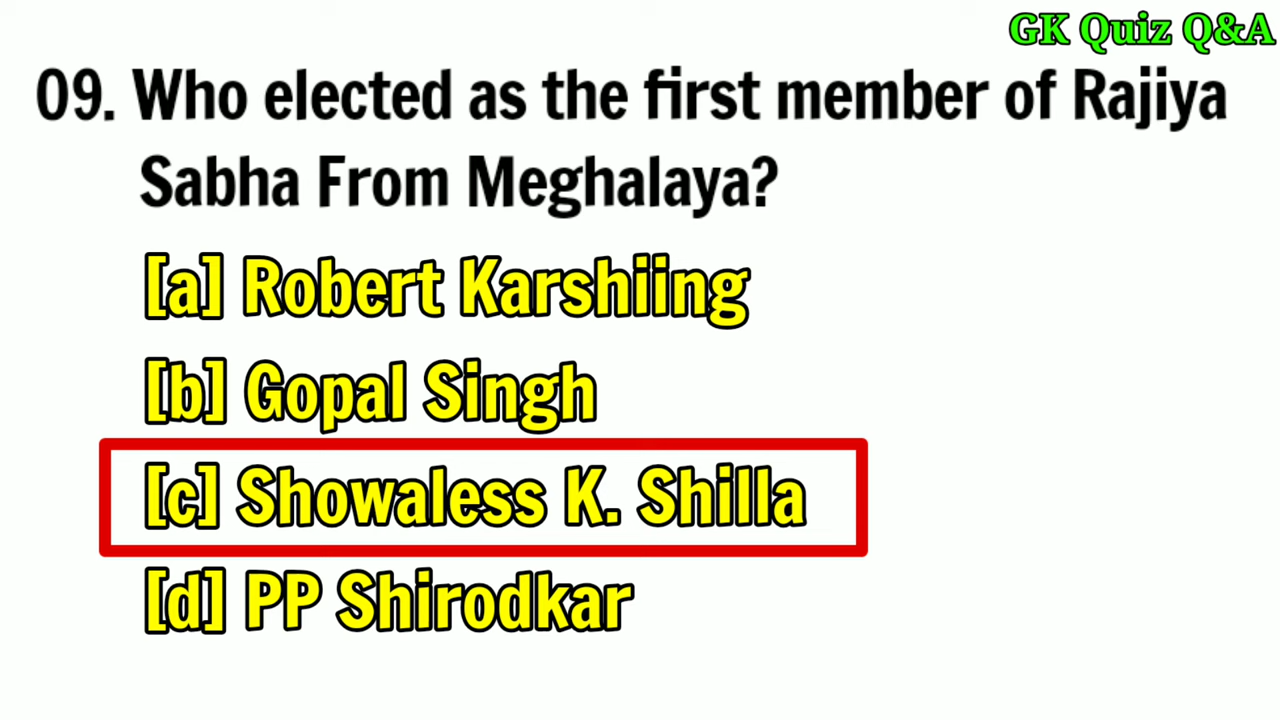 GK Quiz Q&A
09. Who elected as the first member of Rajiya
Sabha From Meghalaya?
[a] Robert Karshiing
[b] Gopal Singh
[c] Showaless K. Shilla
[d] PP Shirodkar